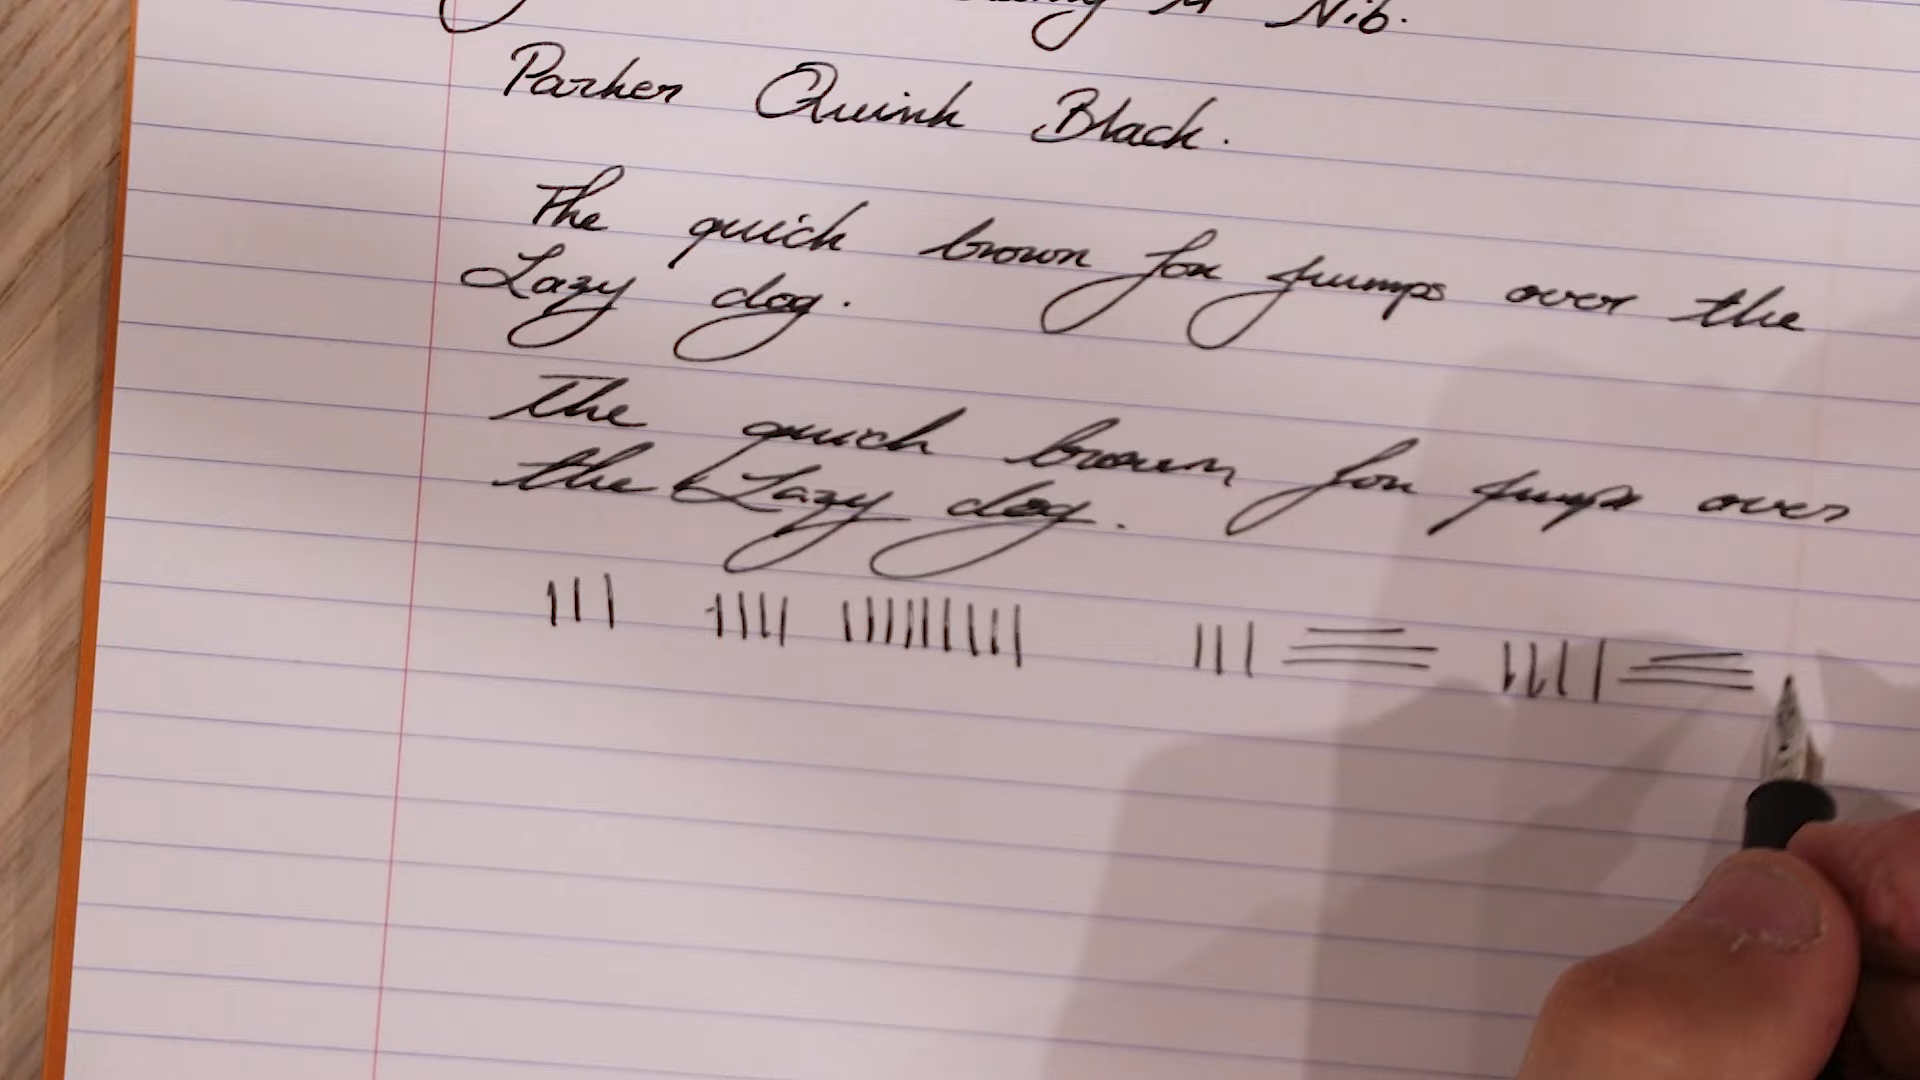 Nib.
Parker Quink Black.
The quick brown fox jumps over the
Lazy dog.
The quick brown fox jumps over
the Lazy dog.